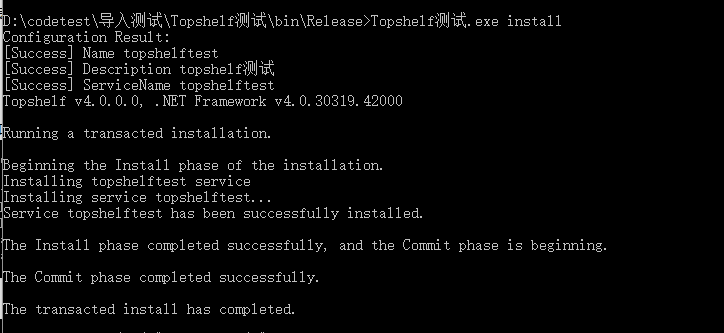 D:\codetest\导入测试\Topshelf测试\bin\Release>Topshelf测试.exe install
Configuration Result:
[Success] Name topshelftest
[Success] Description topshelf测试
[Success] ServiceName topshelftest
Topshelf v4.0.0.0, .NET Framework v4.0.30319.42000
Running a transacted installation.
Beginning the Install phase of the installation.
Installing topshelftest service
Installing service topshelftest...
Service topshelftest has been successfully installed.
The Install phase completed successfully, and the Commit phase is beginning.
The Commit phase completed successfully.
The transacted install has completed.